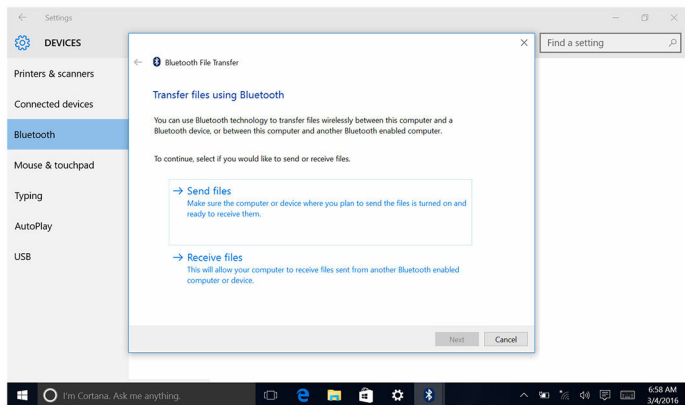 Settings
DEVICES
Find a setting
Printers & scanners
Connected devices
Bluetooth
Mouse & touchpad
Typing
AutoPlay
USB
Bluetooth File Transfer
Transfer files using Bluetooth
You can use Bluetooth technology to transfer files wirelessly between this computer and a
Bluetooth device, or between this computer and another Bluetooth enabled computer.
To continue, select if you would like to send or receive files.
Send files
Make sure the computer or device where you plan to send the files is turned on and
ready to receive them.
Receive files
This will allow your computer to receive files sent from another Bluetooth enabled
computer or device.
Next
Cancel
I'm Cortana. Ask me anything.
6:58 AM
3/4/2016